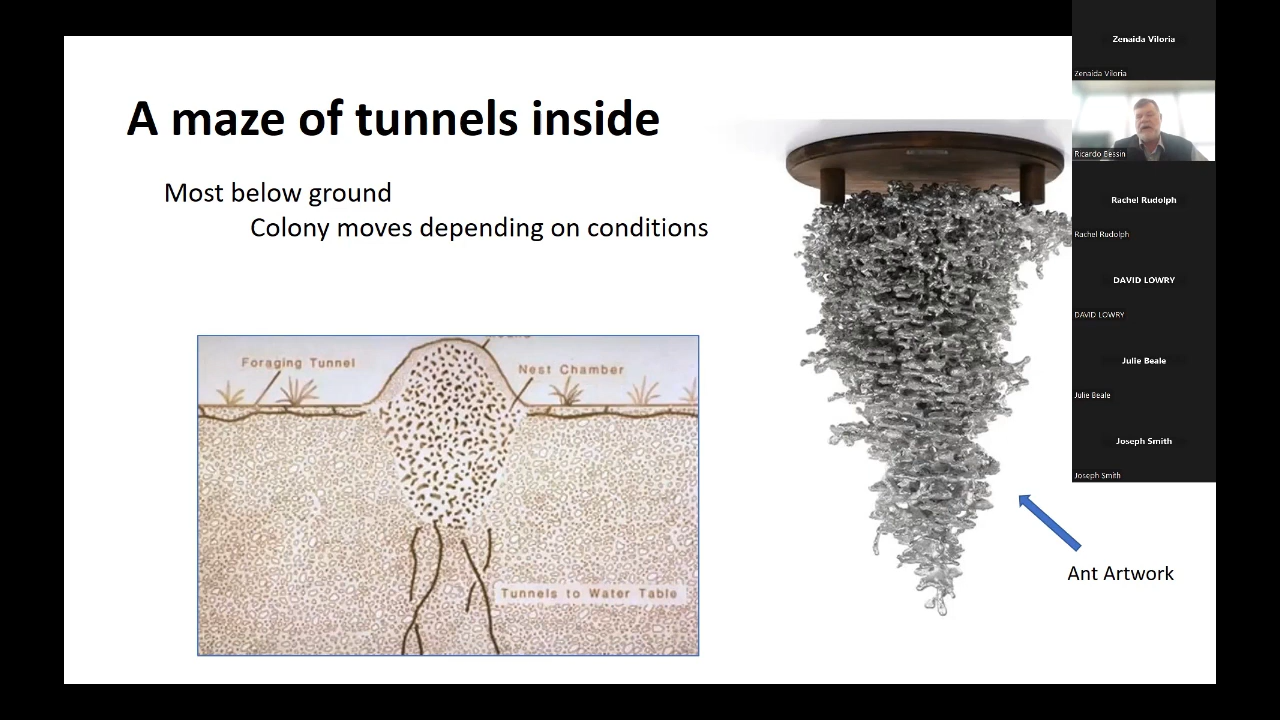 A maze of tunnels inside
Most below ground
Colony moves depending on conditions
Foraging Tunnel
Nest Chamber
Tunnels to Water Table
Ant Artwork
Zenaida Viloria
Zenaida Viloria
Ricardo Bessin
Rachel Rudolph
Rachel Rudolph
DAVID LOWRY
DAVID LOWRY
Julie Beale
Julie Beale
Joseph Smith
Joseph Smith